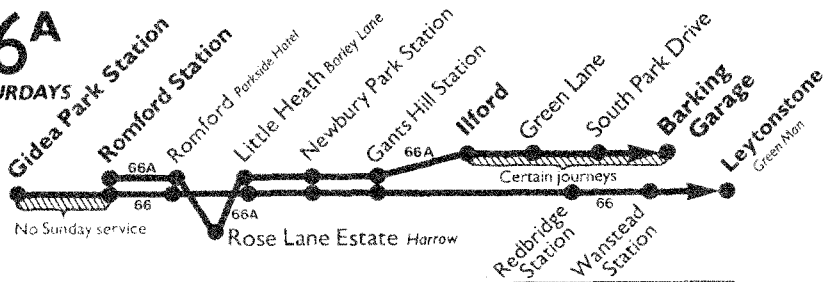 6A
URDAYS
Gidea Park Station
Romford Station
Romford Parkside Hotel
Little Heath Barley Lane
Newbury Park Station
Gants Hill Station
Ilford
Green Lane
South Park Drive
Barking
Garage
Leytonstone
Green Man
66A
66A
Certain journeys
66
66A
66
No Sunday service
Rose Lane Estate Harrow
Redbridge
Station
Wanstead
Station